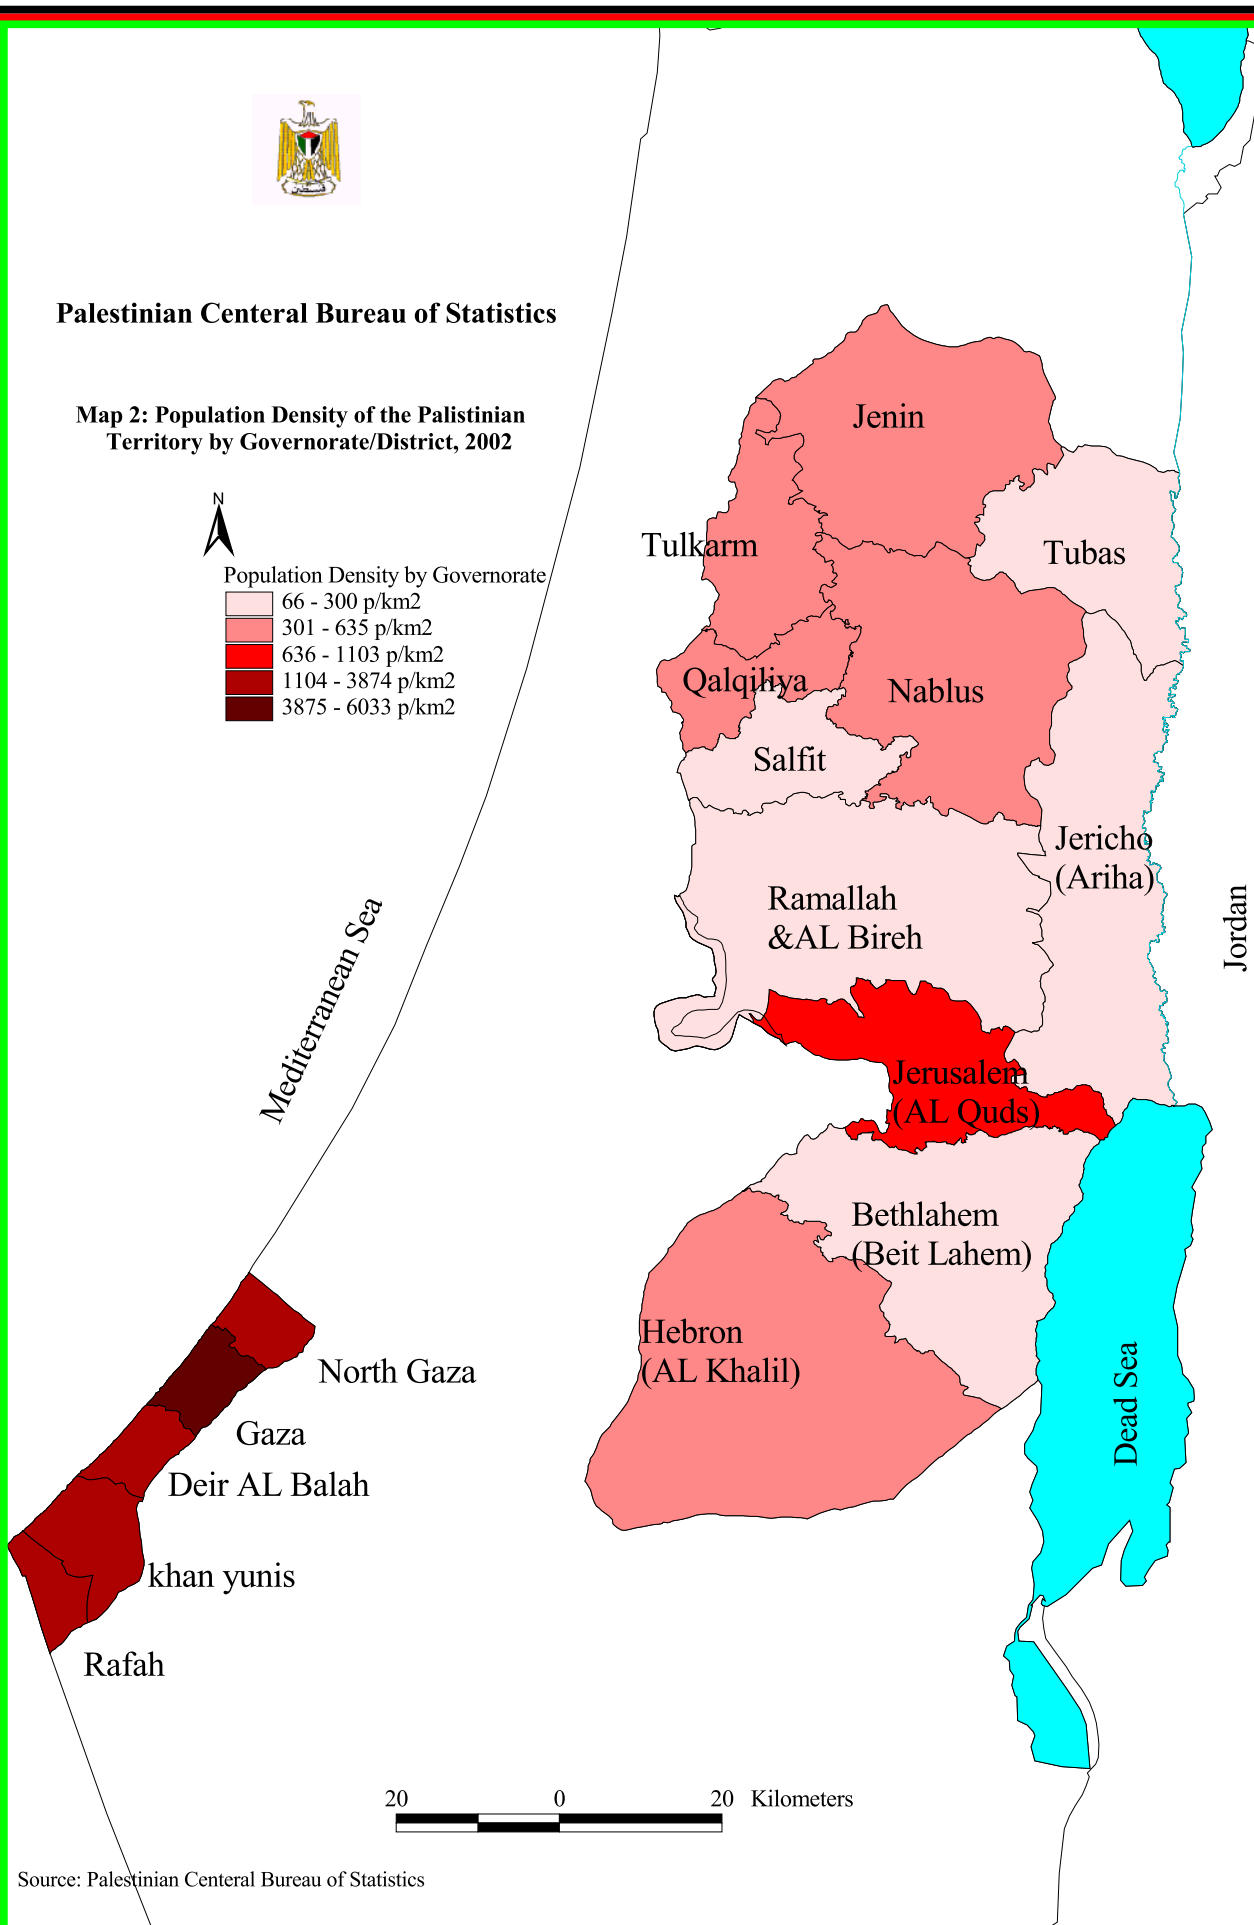 Palestinian Centeral Bureau of Statistics
Map 2: Population Density of the Palistinian
Territory by Governorate/District, 2002
N
Population Density by Governorate
66 - 300 p/km2
301 - 635 p/km2
636 - 1103 p/km2
1104 - 3874 p/km2
3875 - 6033 p/km2
Jenin
Tulkarm
Tubas
Qalqiliya
Nablus
Salfit
Jericho
(Ariha)
Ramallah
&AL Bireh
Jordan
Mediterranean Sea
Jerusalem
(AL Quds)
Bethlahem
(Beit Lahem)
Hebron
(AL Khalil)
Dead Sea
North Gaza
Gaza
Deir AL Balah
khan yunis
Rafah
20 0 20 Kilometers
Source: Palestinian Centeral Bureau of Statistics